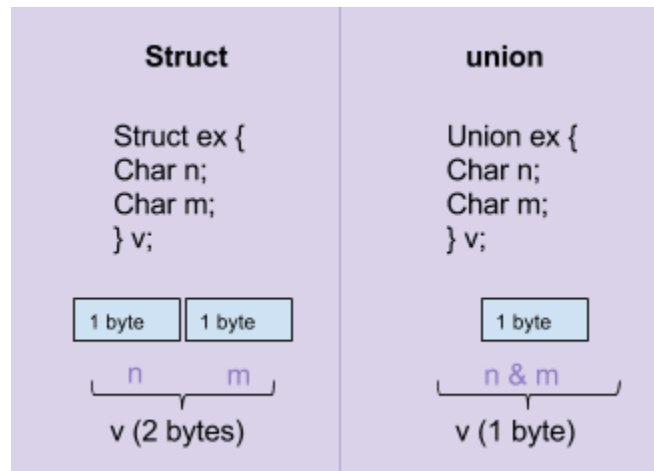 Struct
Struct ex {
Char n;
Char m;
} v;
1 byte 1 byte
n m
v (2 bytes)
union
Union ex {
Char n;
Char m;
} v;
1 byte
n & m
v (1 byte)